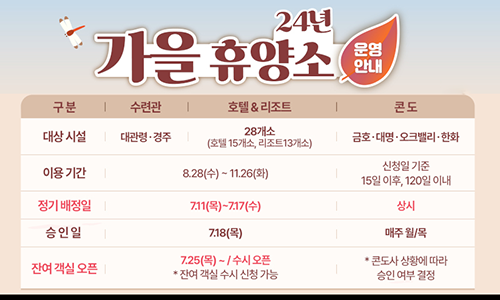 24년
가을 휴양소
운영
안내
구 분 수련관 호텔 & 리조트 콘 도
대상 시설 대관령·경주 28개소 금호·대명·오크밸리·한화
(호텔 15개소, 리조트13개소)
이용 기간 8.28(수) ~ 11.26(화) 신청일 기준
15일 이후, 120일 이내
정기 배정일 7.11(목)~7.17(수) 상시
승 인 일 7.18(목) 매주 월/목
잔여 객실 오픈 7.25(목) ~ / 수시 오픈 * 콘도사 상황에 따라
* 잔여 객실 수시 신청 가능 승인 여부 결정